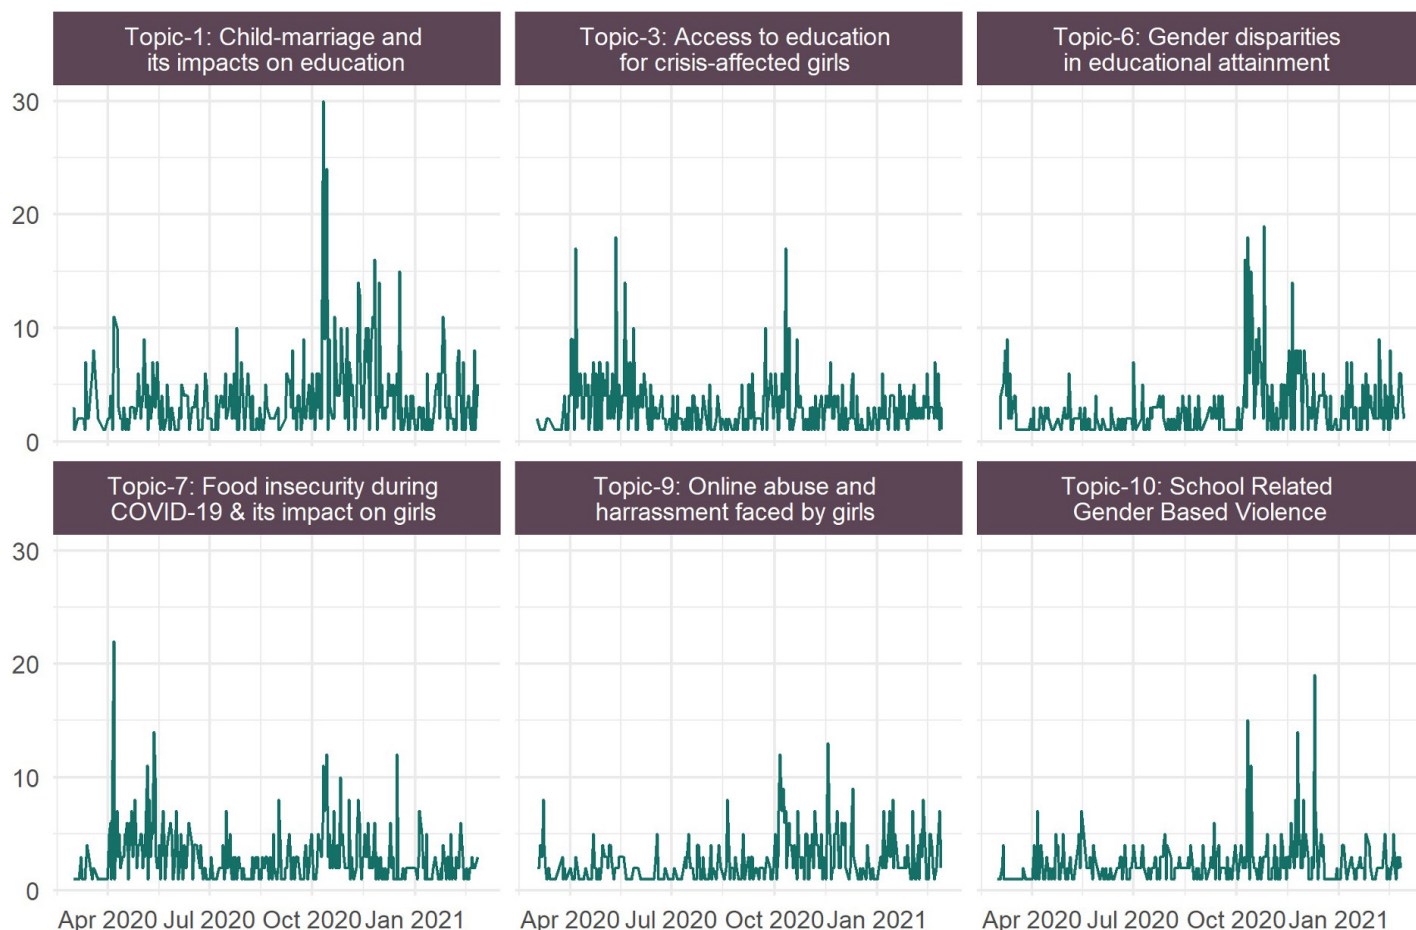 Topic-1: Child-marriage and
its impacts on education
Topic-3: Access to education
for crisis-affected girls
Topic-6: Gender disparities
in educational attainment
30
20
10
0
Topic-7: Food insecurity during
COVID-19 & its impact on girls
Topic-9: Online abuse and
harrassment faced by girls
Topic-10: School Related
Gender Based Violence
30
20
10
0
Apr 2020 Jul 2020 Oct 2020 Jan 2021
Apr 2020 Jul 2020 Oct 2020 Jan 2021
Apr 2020 Jul 2020 Oct 2020 Jan 2021